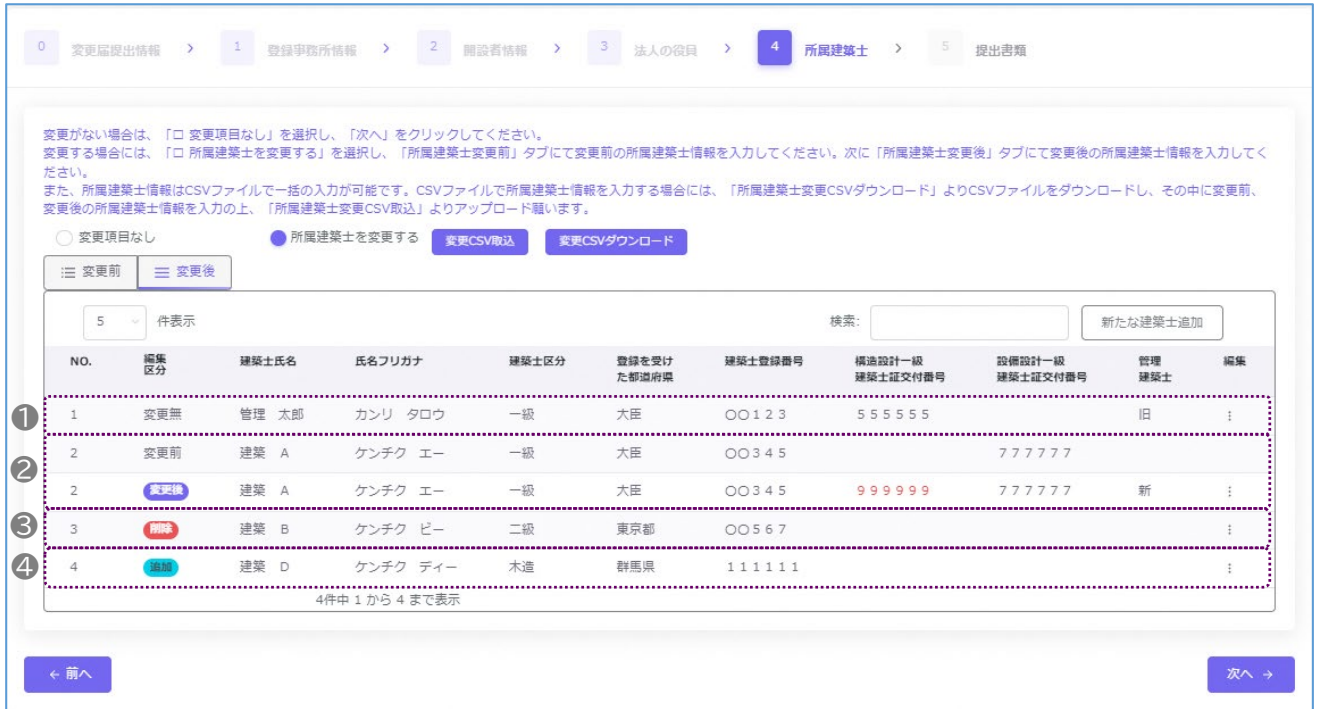 0 変更届提出情報 > 1 登録事務所情報 > 2 開設者情報 > 3 法人の役員 > 4 所属建築士 > 5 提出書類
変更がない場合は、「□ 変更項目なし」を選択し、「次へ」をクリックしてください。
変更する場合には、「□ 所属建築士を変更する」を選択し、「所属建築士変更前」タブにて変更前の所属建築士情報を入力してください。次に「所属建築士変更後」タブにて変更後の所属建築士情報を入力してく
ださい。
また、所属建築士情報はCSVファイルで一括の入力が可能です。CSVファイルで所属建築士情報を入力する場合には、「所属建築士変更CSVダウンロード」よりCSVファイルをダウンロードし、その中に変更前、
変更後の所属建築士情報を入力の上、「所属建築士変更CSV取込」よりアップロード願います。
変更項目なし 所属建築士を変更する 変更CSV取込 変更CSVダウンロード
変更前 変更後
5 件表示 検索: 新たな建築士追加
NO. 編集 建築士氏名 氏名フリガナ 建築士区分 登録を受け 建築士登録番号 構造設計一級 設備設計一級 管理 編集
区分 た都道府県 建築士証交付番号 建築士証交付番号 建築士
❶ 1 変更無 管理 太郎 カンリ タロウ 一級 大臣 〇〇123 555555 旧 ⋮
❷ 2 変更前 建築 A ケンチク エー 一級 大臣 〇〇345 777777
2 変更後 建築 A ケンチク エー 一級 大臣 〇〇345 999999 777777 新 ⋮
❸ 3 削除 建築 B ケンチク ビー 二級 東京都 〇〇567 ⋮
❹ 4 追加 建築 D ケンチク ディー 木造 群馬県 111111 ⋮
4件中 1 から 4 まで表示
← 前へ 次へ →